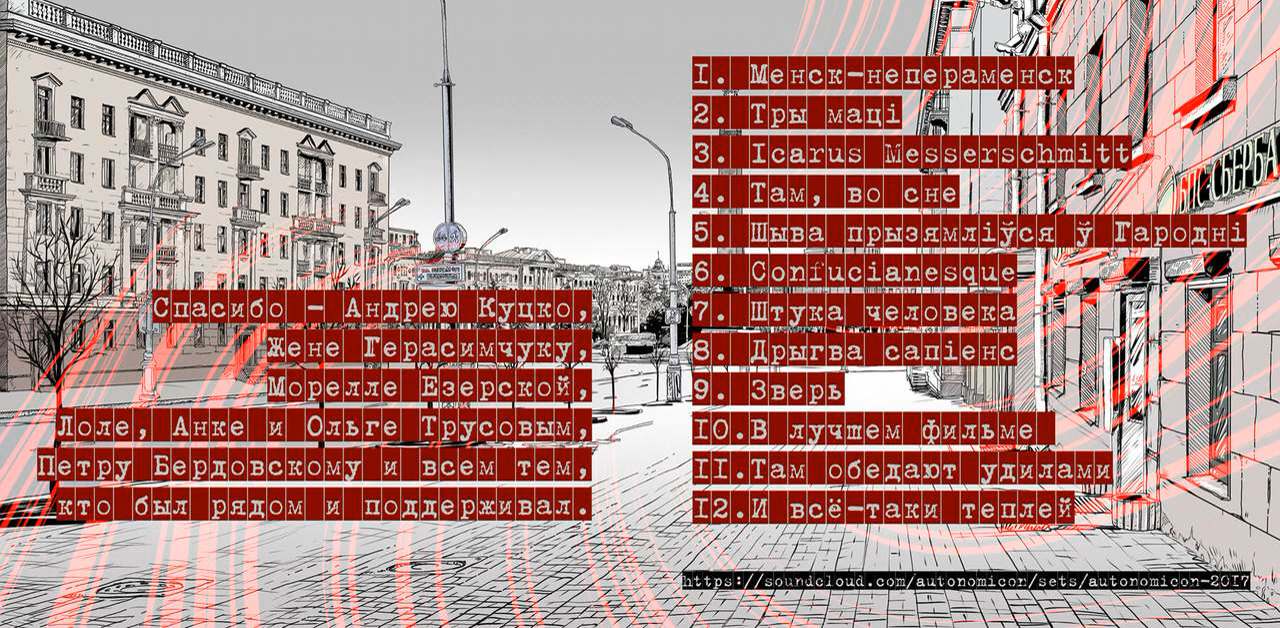 Спасибо - Андрею Куцко,
Жене Герасимчуку,
Морелле Езерской,
Лоле, Анке и Ольге Трусовым,
Петру Бердовскому и всем тем,
кто был рядом и поддерживал.
1. Менск-непераменск
2. Тры маці
3. Icarus Messerschmitt
4. Там, во сне
5. Шыва прызямліўся ў Гародні
6. Confucianesque
7. Штука человека
8. Дрыгва сапіенс
9. Зверь
10.В лучшем фильме
11.Там обедают удилами
12.И всё-таки теплей
https://soundcloud.com/autonomicon/sets/autonomicon-2017
БПС-СБЕРБА